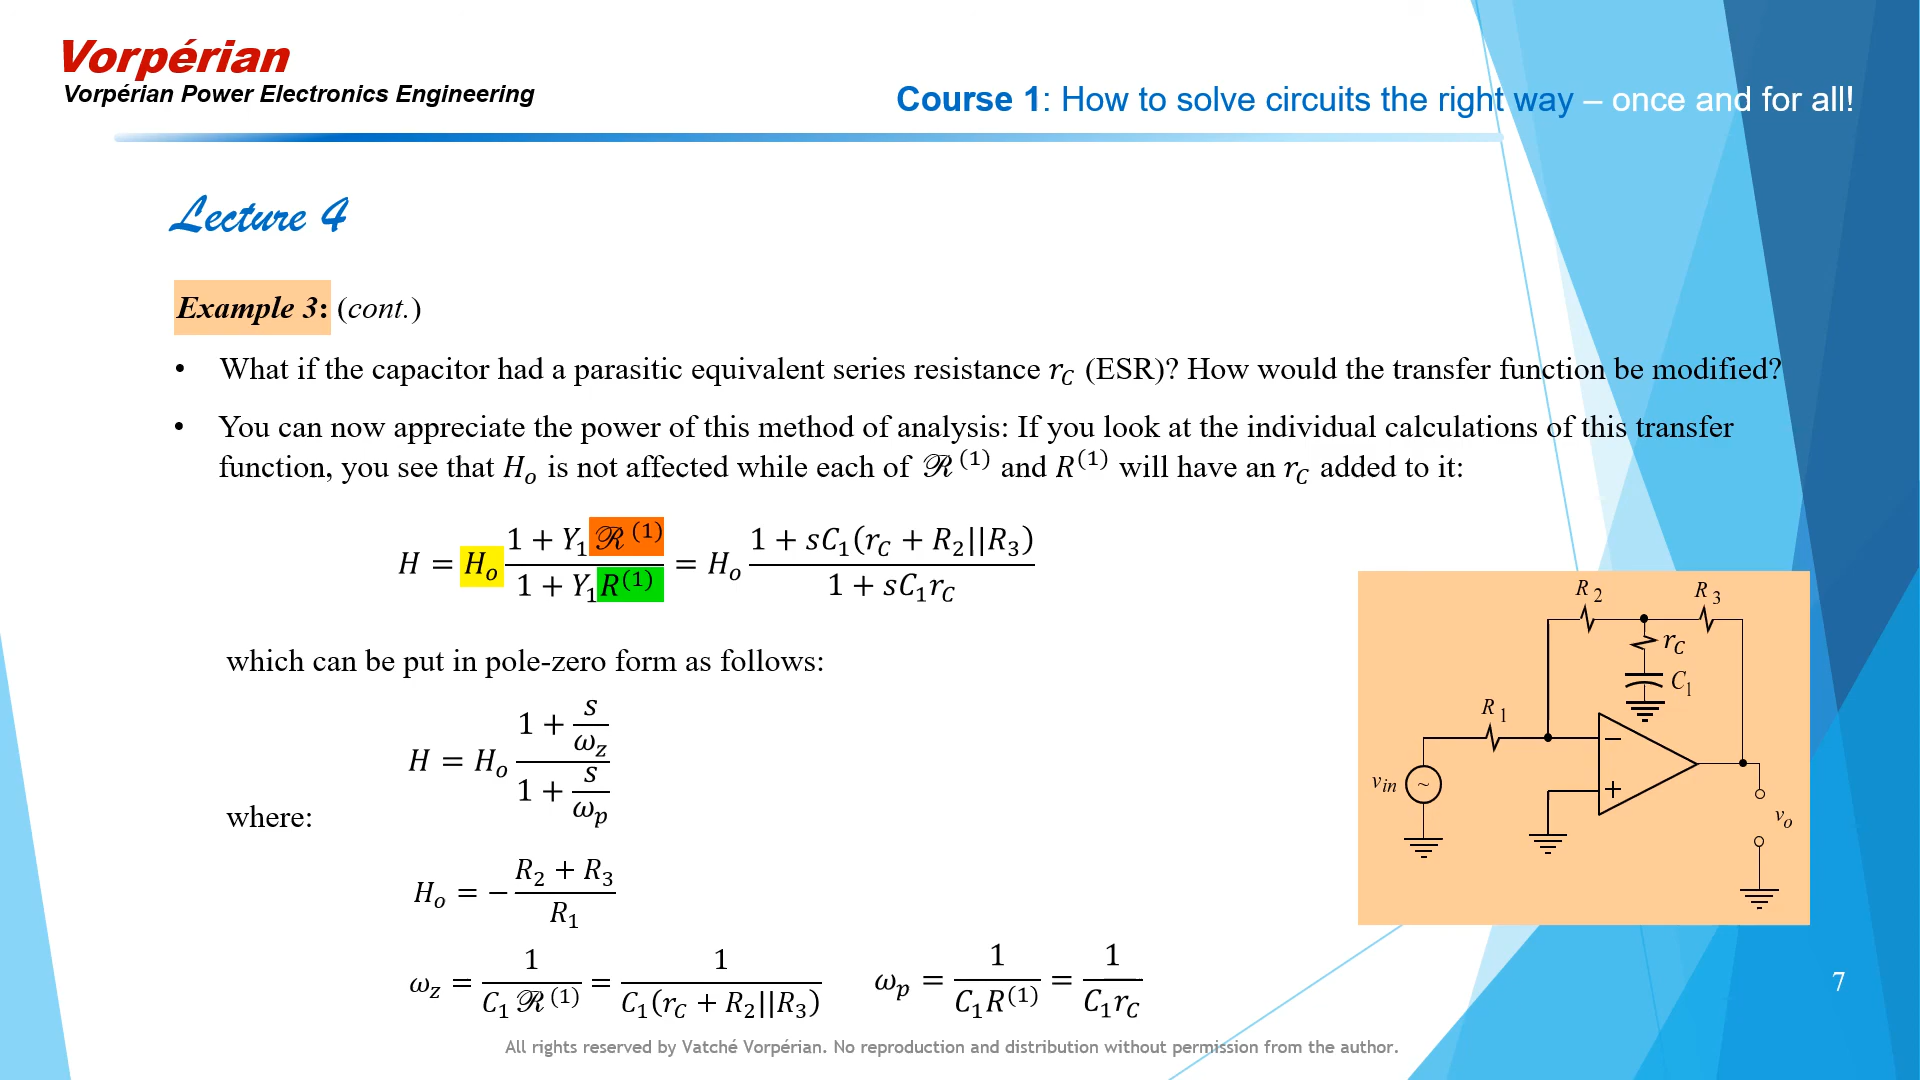 Vorpérian
Vorpérian Power Electronics Engineering
Course 1: How to solve circuits the right way – once and for all!
Lecture 4
Example 3: (cont.)
• What if the capacitor had a parasitic equivalent series resistance r_C (ESR)? How would the transfer function be modified?
• You can now appreciate the power of this method of analysis: If you look at the individual calculations of this transfer
function, you see that H_o is not affected while each of ℛ^(1) and R^(1) will have an r_C added to it:
H = H_o (1 + Y_1 ℛ^(1))/(1 + Y_1 R^(1)) = H_o (1 + sC_1(r_C + R_2||R_3))/(1 + sC_1 r_C)
which can be put in pole-zero form as follows:
H = H_o (1 + s/ω_z)/(1 + s/ω_p)
where:
H_o = − (R_2 + R_3)/R_1
ω_z = 1/(C_1 ℛ^(1)) = 1/(C_1(r_C + R_2||R_3))
ω_p = 1/(C_1 R^(1)) = 1/(C_1 r_C)
R 2
R 3
r_C
C_1
R 1
−
+
v_in
~
v_o
7
All rights reserved by Vatché Vorpérian. No reproduction and distribution without permission from the author.